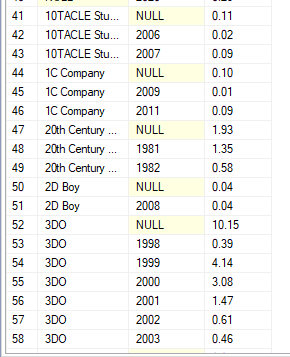 41 10TACLE Stu... NULL 0.11
42 10TACLE Stu... 2006 0.02
43 10TACLE Stu... 2007 0.09
44 1C Company NULL 0.10
45 1C Company 2009 0.01
46 1C Company 2011 0.09
47 20th Century ... NULL 1.93
48 20th Century ... 1981 1.35
49 20th Century ... 1982 0.58
50 2D Boy NULL 0.04
51 2D Boy 2008 0.04
52 3DO NULL 10.15
53 3DO 1998 0.39
54 3DO 1999 4.14
55 3DO 2000 3.08
56 3DO 2001 1.47
57 3DO 2002 0.61
58 3DO 2003 0.46